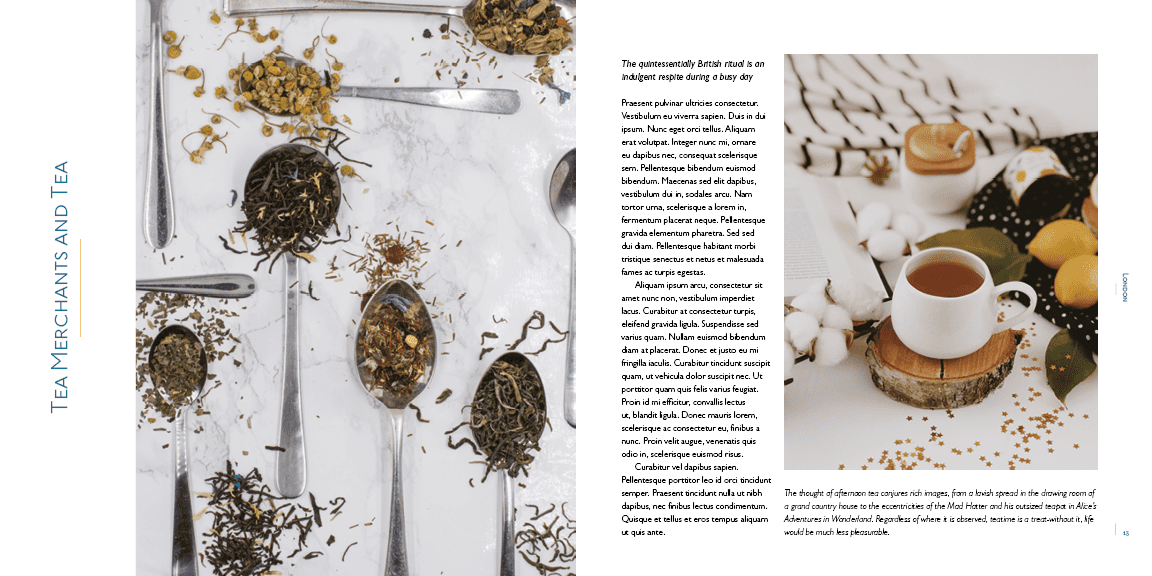 TEA MERCHANTS AND TEA
The quintessentially British ritual is an
indulgent respite during a busy day
Praesent pulvinar ultricies consectetur.
Vestibulum eu viverra sapien. Duis in dui
ipsum. Nunc eget orci tellus. Aliquam
erat volutpat. Integer nunc mi, ornare
eu dapibus nec, consequat scelerisque
sem. Pellentesque bibendum euismod
bibendum. Maecenas sed elit dapibus,
vestibulum dui in, sodales arcu. Nam
tortor urna, scelerisque a lorem in,
fermentum placerat neque. Pellentesque
gravida elementum pharetra. Sed sed
dui diam. Pellentesque habitant morbi
tristique senectus et netus et malesuada
fames ac turpis egestas.
Aliquam ipsum arcu, consectetur sit
amet nunc non, vestibulum imperdiet
lacus. Curabitur at consectetur turpis,
eleifend gravida ligula. Suspendisse sed
varius quam. Nullam euismod bibendum
diam at placerat. Donec et justo eu mi
fringilla iaculis. Curabitur tincidunt suscipit
quam, ut vehicula dolor suscipit nec. Ut
porttitor quam quis felis varius feugiat.
Proin id mi efficitur, convallis lectus
ut, blandit ligula. Donec mauris lorem,
scelerisque ac consectetur eu, finibus a
nunc. Proin velit augue, venenatis quis
odio in, scelerisque euismod risus.
Curabitur vel dapibus sapien.
Pellentesque porttitor leo id orci tincidunt
semper. Praesent tincidunt nulla ut nibh
dapibus, nec finibus lectus condimentum.
Quisque et tellus et eros tempus aliquam
ut quis ante.
The thought of afternoon tea conjures rich images, from a lavish spread in the drawing room of
a grand country house to the eccentricities of the Mad Hatter and his outsized teapot in Alice's
Adventures in Wonderland. Regardless of where it is observed, teatime is a treat-without it, life
would be much less pleasurable.
LONDON
15